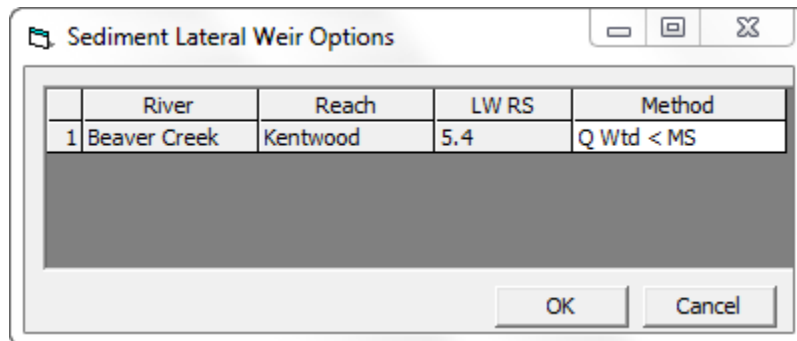 Sediment Lateral Weir Options
River Reach LW RS Method
1 Beaver Creek Kentwood 5.4 Q Wtd < MS
OK Cancel